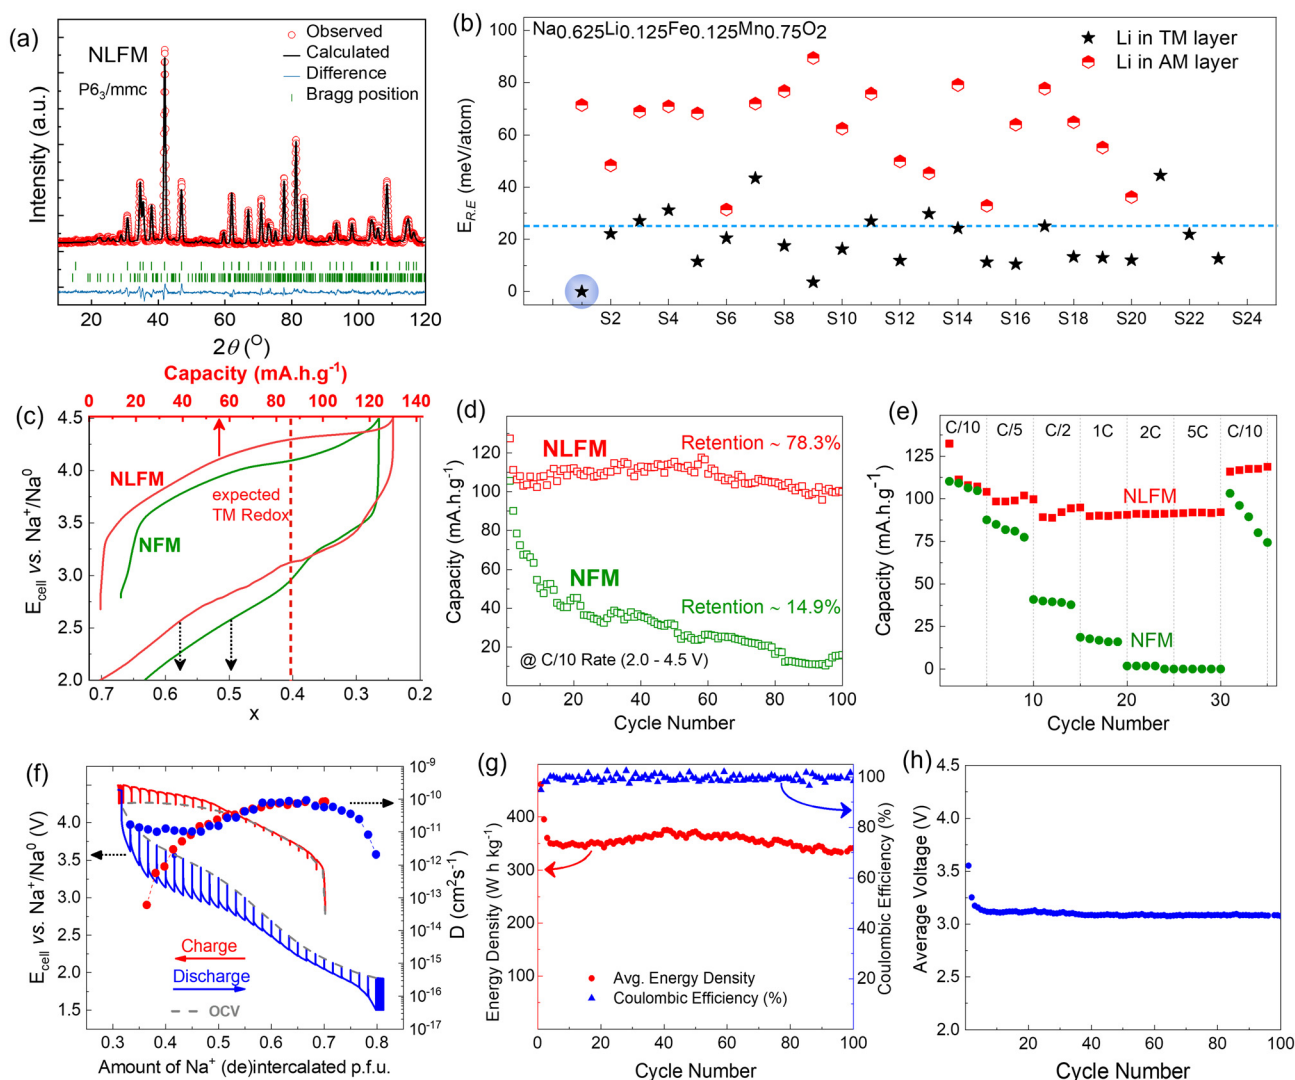 (a)
NLFM
P6₃/mmc
Observed
Calculated
Difference
Bragg position
Intensity (a.u.)
20 40 60 80 100 120
2θ (O)
(b)
Na0.625Li0.125Fe0.125Mn0.75O2
Li in TM layer
Li in AM layer
E_R.E (meV/atom)
100
80
60
40
20
0
S2 S4 S6 S8 S10 S12 S14 S16 S18 S20 S22 S24
(c)
Capacity (mA.h.g⁻¹)
0 20 40 60 80 100 120 140
E_cell vs. Na⁺/Na⁰
4.5
4.0
3.5
3.0
2.5
2.0
NLFM
NFM
expected
TM Redox
0.7 0.6 0.5 0.4 0.3 0.2
x
(d)
Capacity (mA.h.g⁻¹)
120
100
80
60
40
20
NLFM
Retention ~ 78.3%
NFM
Retention ~ 14.9%
@ C/10 Rate (2.0 - 4.5 V)
0 20 40 60 80 100
Cycle Number
(e)
Capacity (mA.h.g⁻¹)
125
100
75
50
25
0
C/10 C/5 C/2 1C 2C 5C C/10
NLFM
NFM
10 20 30
Cycle Number
(f)
E_cell vs. Na⁺/Na⁰ (V)
4.0
3.5
3.0
2.5
2.0
1.5
Charge
Discharge
OCV
10⁻⁹
10⁻¹⁰
10⁻¹¹
10⁻¹²
10⁻¹³
10⁻¹⁴
10⁻¹⁵
10⁻¹⁶
10⁻¹⁷
D (cm²s⁻¹)
0.3 0.4 0.5 0.6 0.7 0.8
Amount of Na⁺ (de)intercalated p.f.u.
(g)
Energy Density (W h kg⁻¹)
400
350
300
250
200
150
100
Avg. Energy Density
Coulombic Efficiency (%)
100
80
60
40
20
Coulombic Efficiency (%)
0 20 40 60 80 100
Cycle Number
(h)
Average Voltage (V)
4.5
4.0
3.5
3.0
2.5
2.0
20 40 60 80 100
Cycle Number